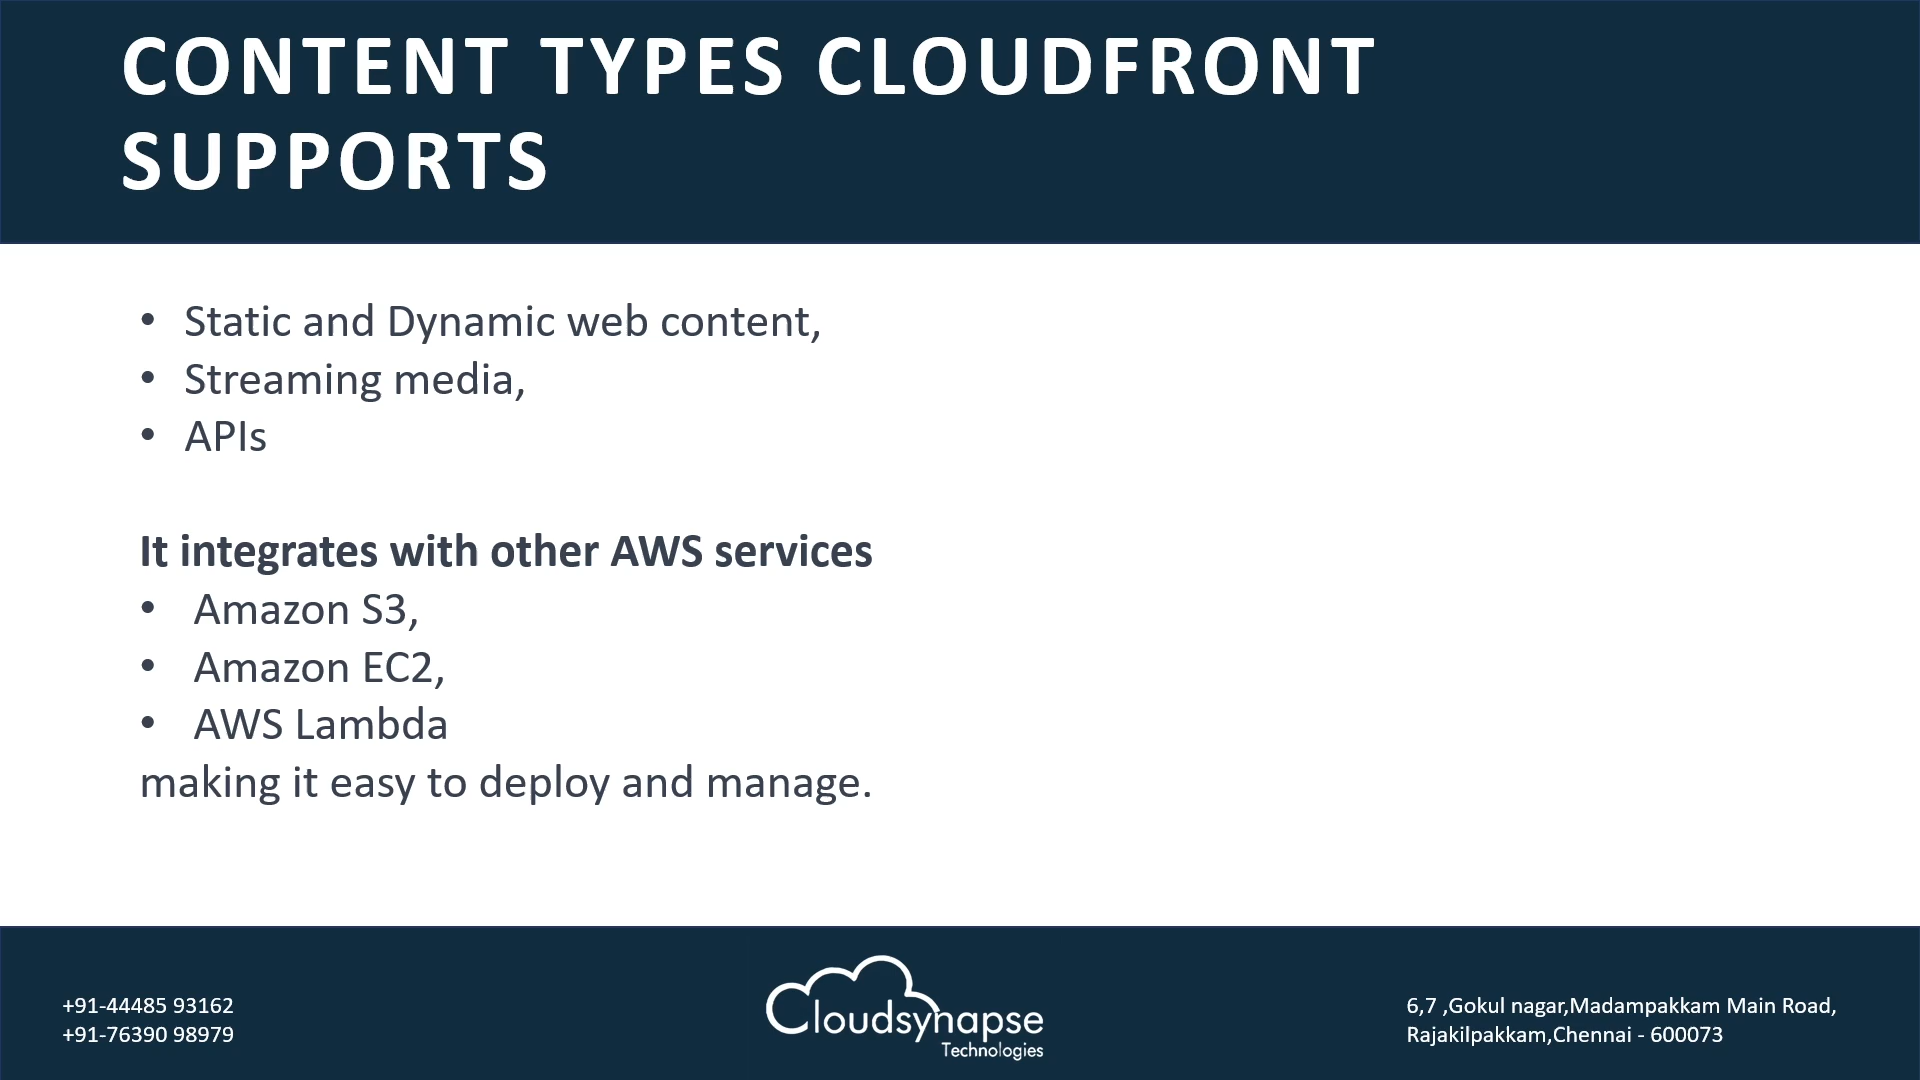 CONTENT TYPES CLOUDFRONT
SUPPORTS
• Static and Dynamic web content,
• Streaming media,
• APIs
It integrates with other AWS services
• Amazon S3,
• Amazon EC2,
• AWS Lambda
making it easy to deploy and manage.
+91-44485 93162
+91-76390 98979
Cloudsynapse
Technologies
6,7 ,Gokul nagar,Madampakkam Main Road,
Rajakilpakkam,Chennai - 600073